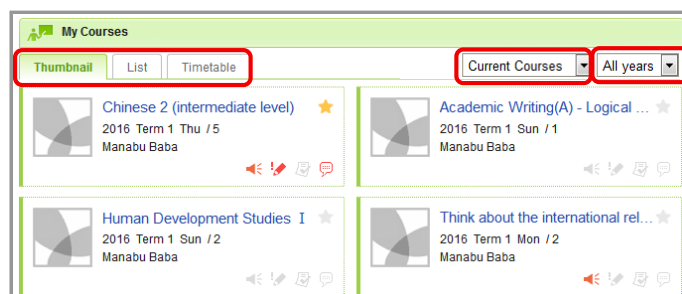 My Courses
Thumbnail List Timetable
Current Courses All years
Chinese 2 (intermediate level)
2016 Term 1 Thu / 5
Manabu Baba
Academic Writing(A) - Logical ...
2016 Term 1 Sun / 1
Manabu Baba
Human Development Studies Ⅰ
2016 Term 1 Sun / 2
Manabu Baba
Think about the international rel...
2016 Term 1 Mon / 2
Manabu Baba